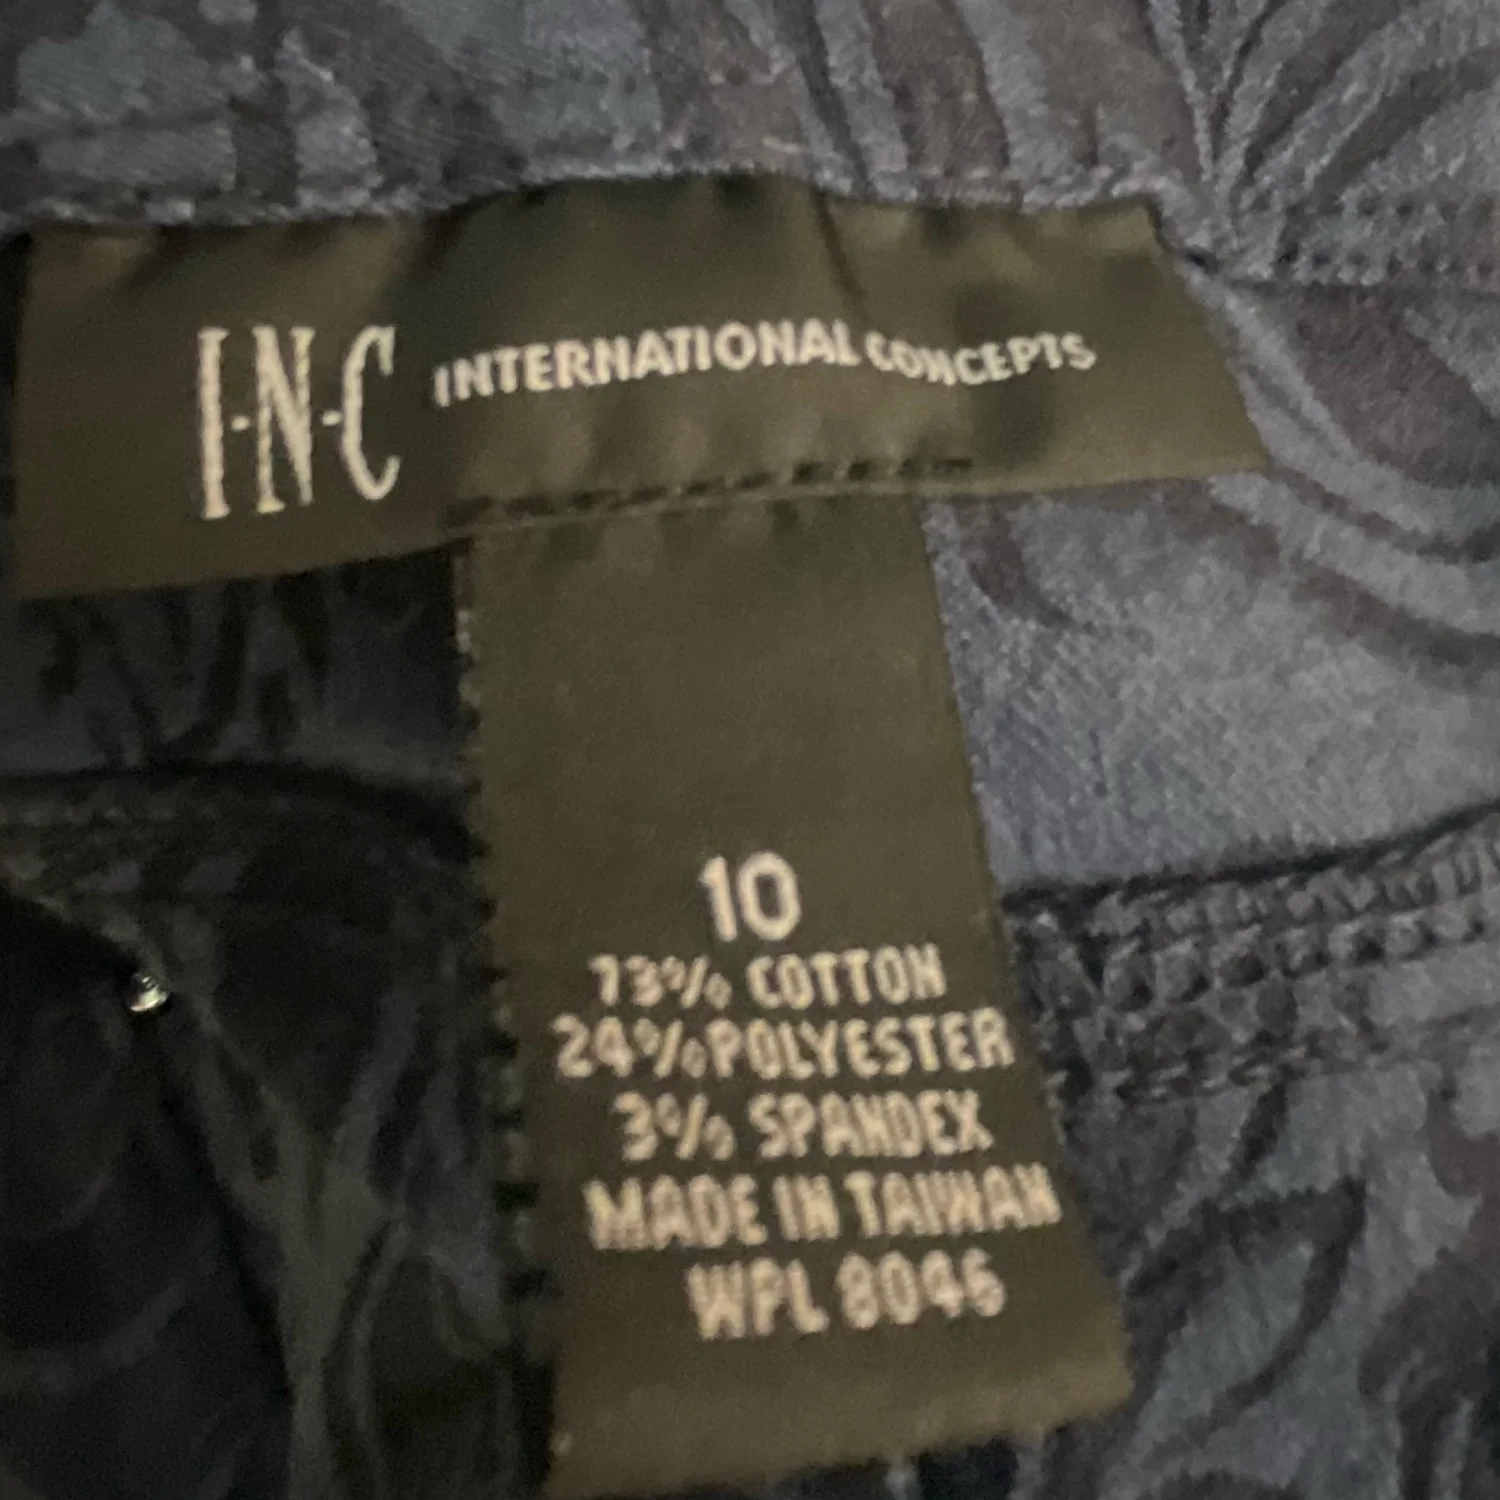 I·N·C INTERNATIONAL CONCEPTS
10
73% COTTON
24% POLYESTER
3% SPANDEX
MADE IN TAIWAN
WPL 8046